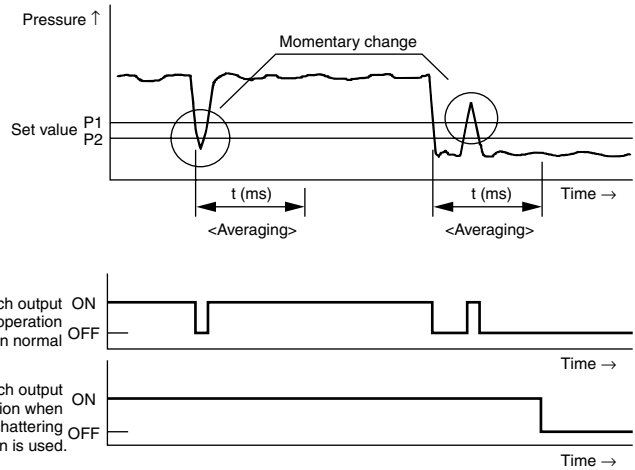 Pressure ↑
Momentary change
Set value P1
P2
t (ms)
t (ms)
Time →
<Averaging>
<Averaging>
ch output ON
operation
OFF
n normal
Time →
ch output
ON
ion when
hattering
OFF
n is used.
Time →